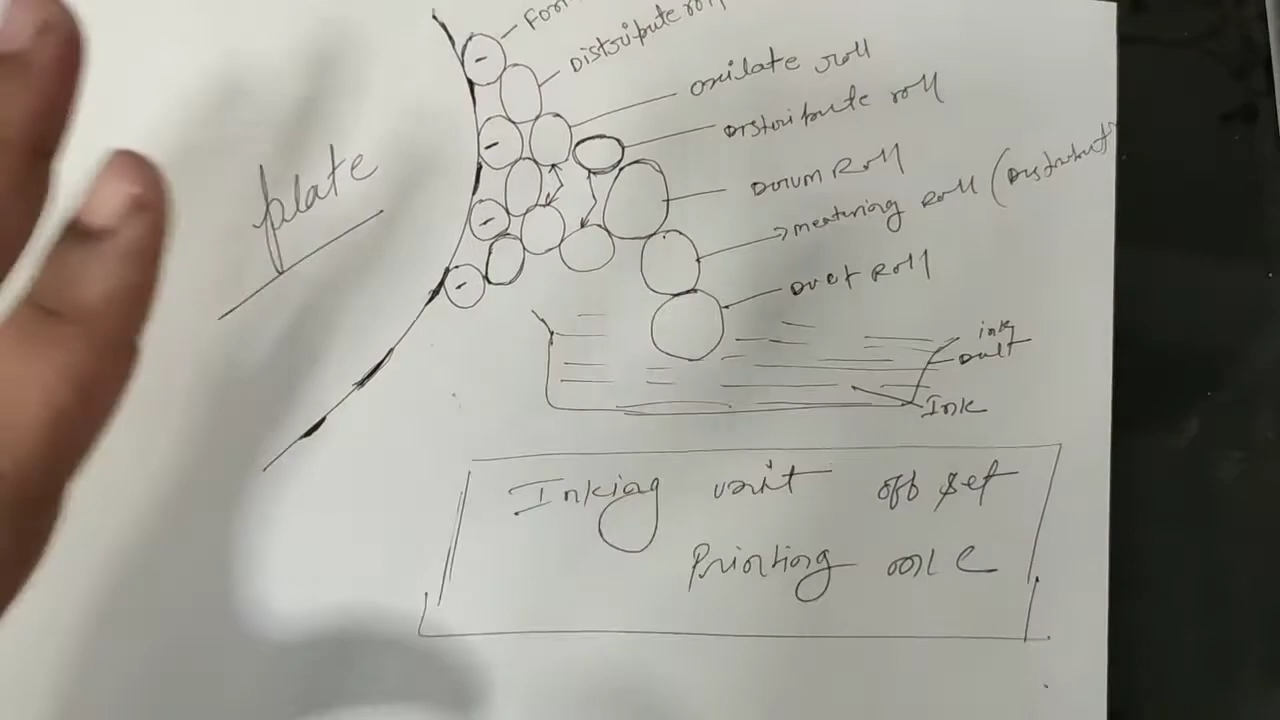 Distribute roll
oxilate roll
Distribute roll
plate
Drum Roll
metering Roll (Distribut
Duct Roll
ink
Duct
Ink
Inking unit off set
Printing m/c